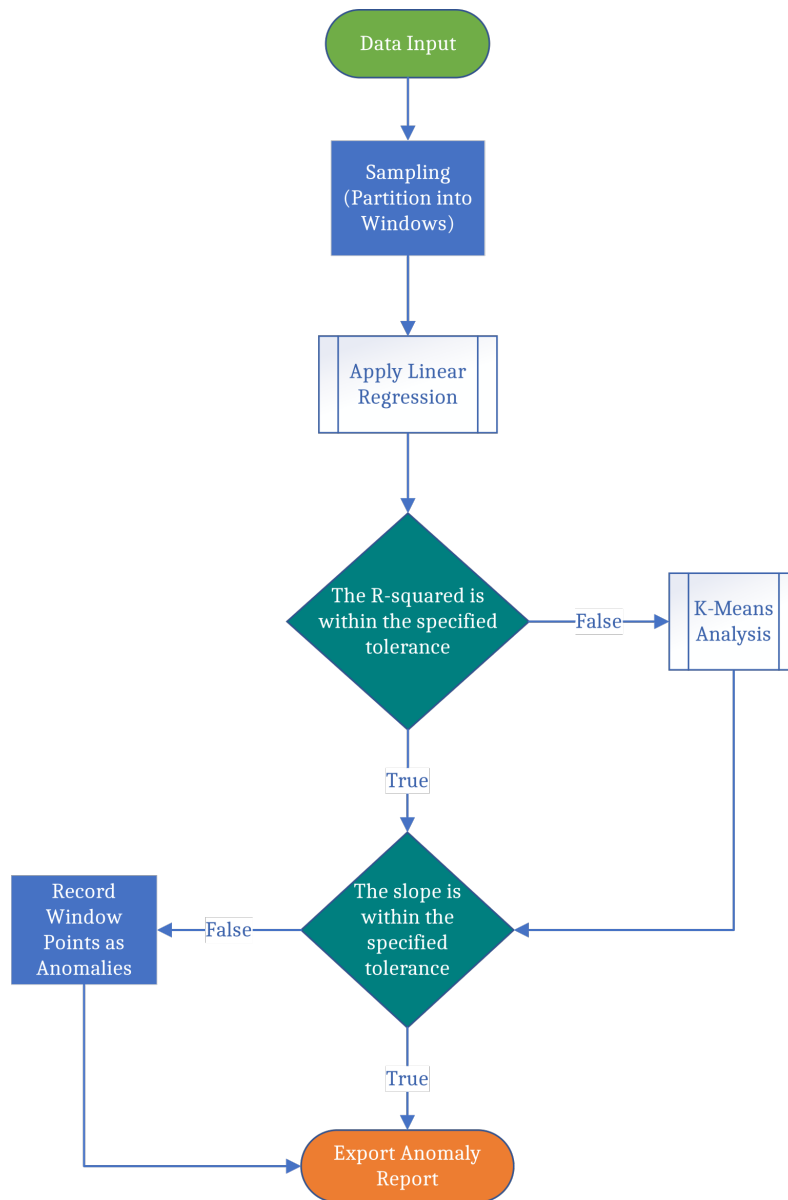 Data Input
Sampling
(Partition into
Windows)
Apply Linear
Regression
The R-squared is
within the specified
tolerance
False
K-Means
Analysis
True
The slope is
within the
specified
tolerance
False
Record
Window
Points as
Anomalies
True
Export Anomaly
Report